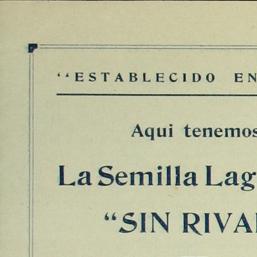 “ESTABLECIDO EN
Aqui tenemos
La Semilla Lag
“SIN RIVA